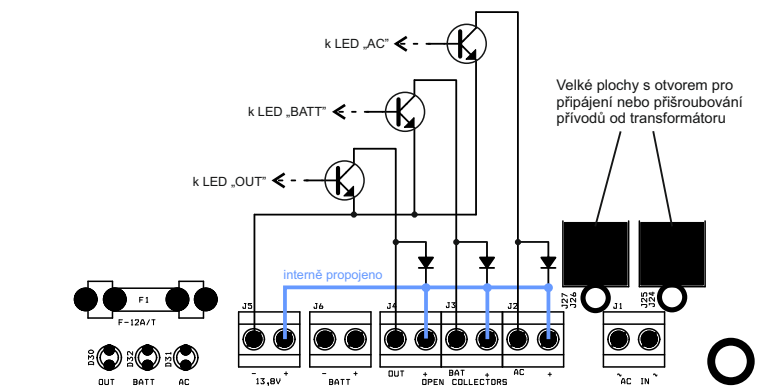 k LED „AC”
k LED „BATT”
k LED „OUT”
Velké plochy s otvorem pro
připájení nebo přišroubování
přívodů od transformátoru
interně propojeno
F1
F-12A/T
D30
D32
D31
OUT
BATT
AC
J5
J6
J4
J3
J2
J27
J26
J25
J24
J1
- +
13,8V
- +
BATT
OUT + BAT + AC +
OPEN COLLECTORS
~ ~
AC IN